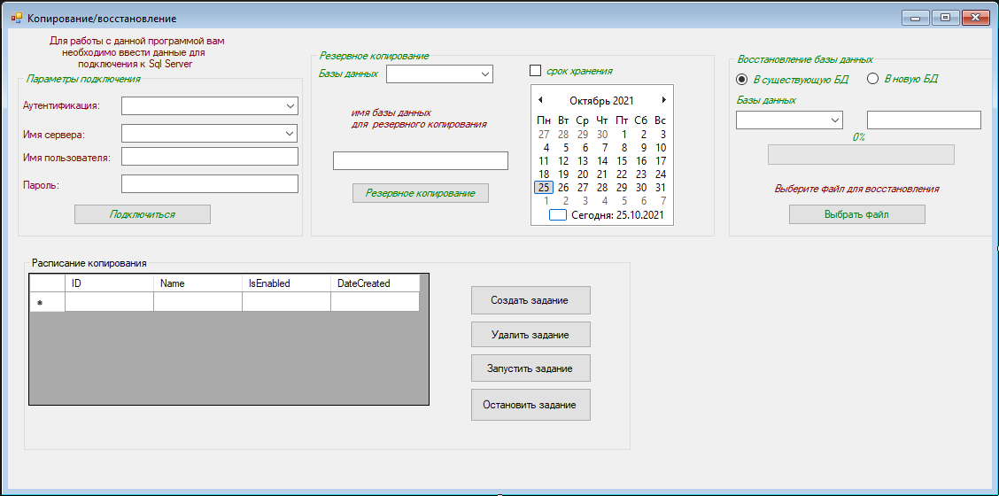 Копирование/восстановление
Для работы с данной программой вам
необходимо ввести данные для
подключения к Sql Server
Параметры подключения
Аутентификация:
Имя сервера:
Имя пользователя:
Пароль:
Подключиться
Резервное копирование
Базы данных
имя базы данных
для резервного копирования
Резервное копирование
срок хранения
Октябрь 2021
Пн Вт Ср Чт Пт Сб Вс
27 28 29 30 1 2 3
4 5 6 7 8 9 10
11 12 13 14 15 16 17
18 19 20 21 22 23 24
25 26 27 28 29 30 31
1 2 3 4 5 6 7
Сегодня: 25.10.2021
Восстановление базы данных
В существующую БД
В новую БД
Базы данных
0%
Выберите файл для восстановления
Выбрать файл
Расписание копирования
ID Name IsEnabled DateCreated
Создать задание
Удалить задание
Запустить задание
Остановить задание